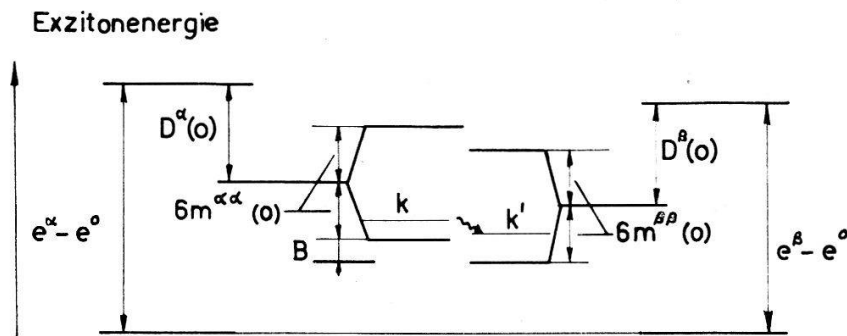 Exzitonenergie
D^α(o)
D^β(o)
6m^αα(o)
k
k'
6m^ββ(o)
e^α – e^o
B
e^β – e^o